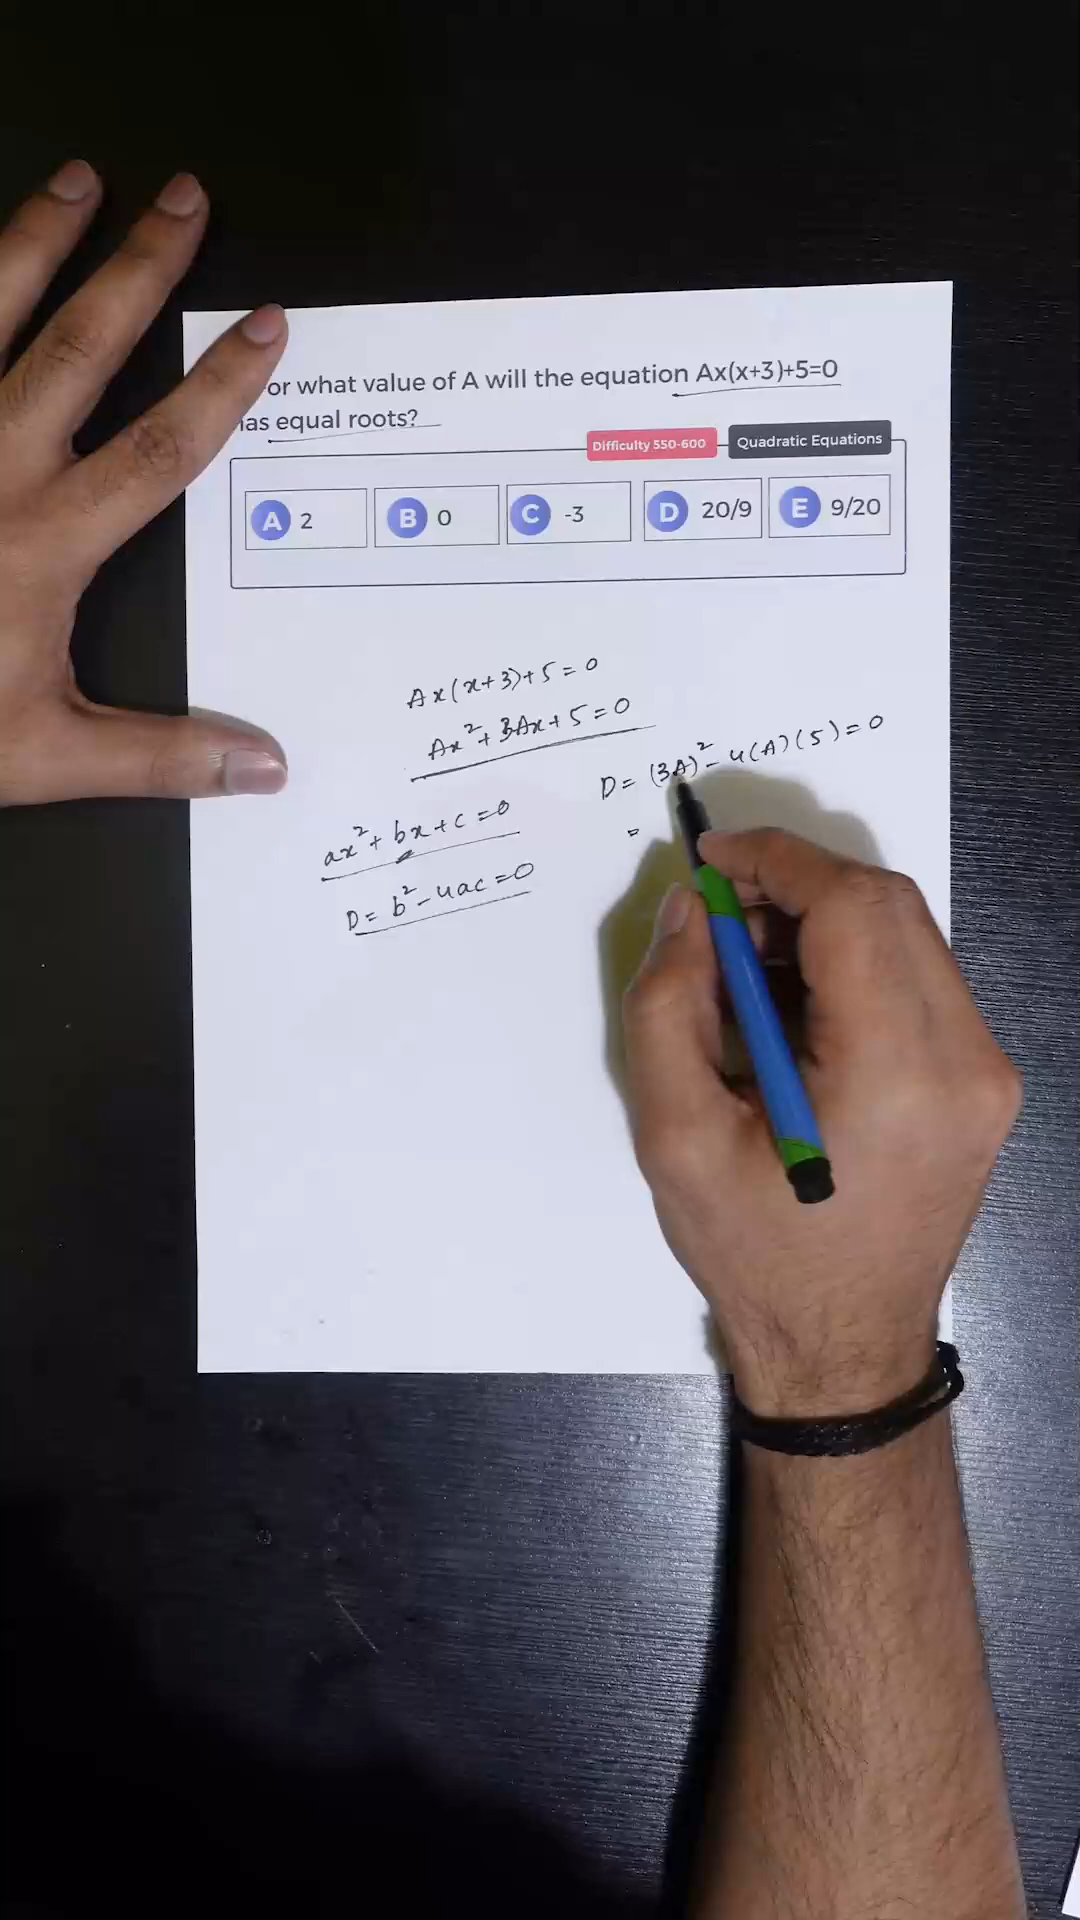 or what value of A will the equation Ax(x+3)+5=0
as equal roots?
Difficulty 550-600
Quadratic Equations
A 2
B 0
C -3
D 20/9
E 9/20
Ax(x+3)+5=0
Ax²+3Ax+5=0
D= (3A)²-4(A)(5)=0
=
ax²+bx+c=0
D= b²-4ac=0